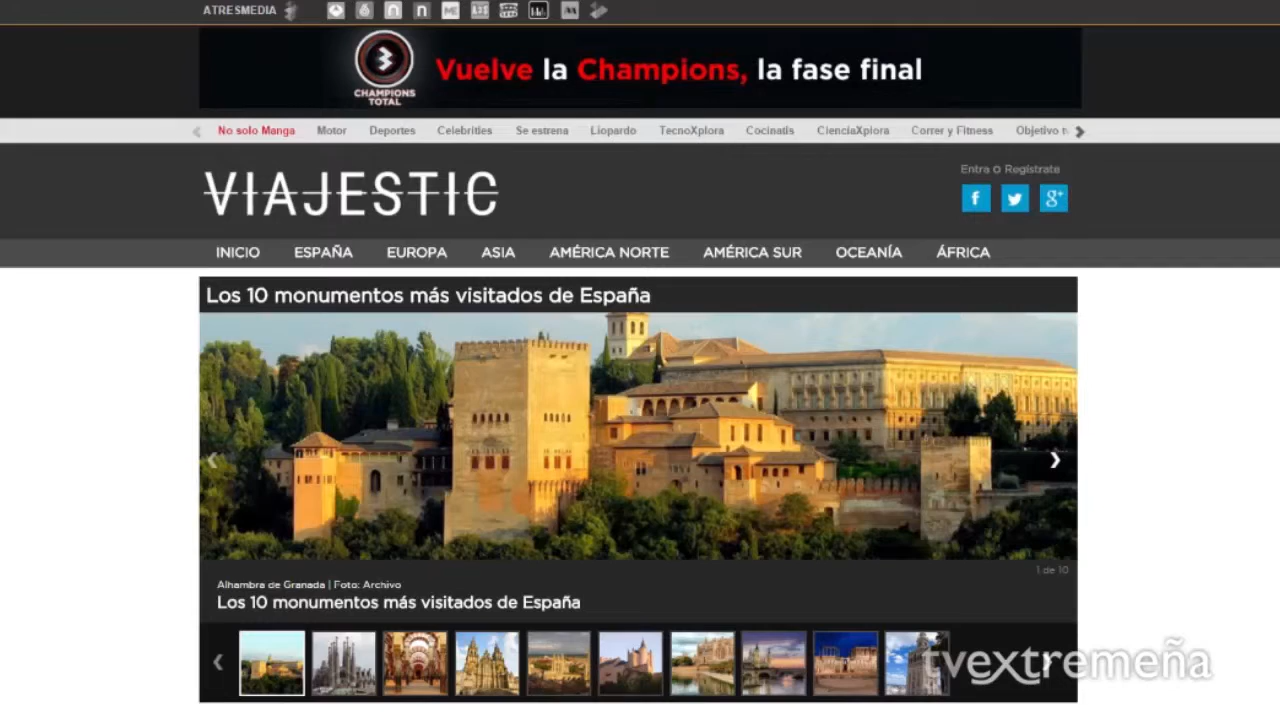 ATRESMEDIA
Vuelve la Champions, la fase final
CHAMPIONS
TOTAL
No solo Manga Motor Deportes Celebrities Se estrena Liopardo TecnoXplora Cocinatis CienciaXplora Correr y Fitness Objetivo
VIAJESTIC
Entra O Regístrate
INICIO ESPAÑA EUROPA ASIA AMÉRICA NORTE AMÉRICA SUR OCEANÍA ÁFRICA
Los 10 monumentos más visitados de España
1 de 10
Alhambra de Granada | Foto: Archivo
Los 10 monumentos más visitados de España
tvextremeña